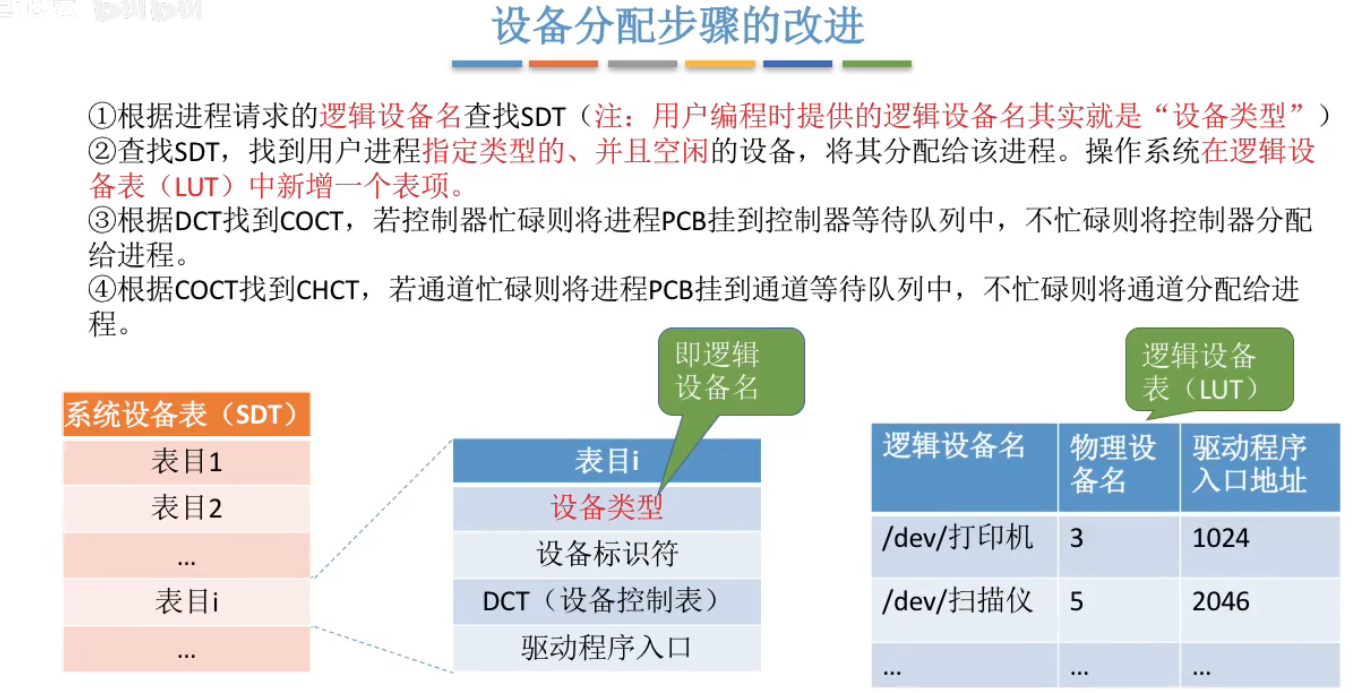 设备分配步骤的改进
①根据进程请求的逻辑设备名查找SDT（注：用户编程时提供的逻辑设备名其实就是“设备类型”）
②查找SDT，找到用户进程指定类型的、并且空闲的设备，将其分配给该进程。操作系统在逻辑设
备表（LUT）中新增一个表项。
③根据DCT找到COCT，若控制器忙碌则将进程PCB挂到控制器等待队列中，不忙碌则将控制器分配
给进程。
④根据COCT找到CHCT，若通道忙碌则将进程PCB挂到通道等待队列中，不忙碌则将通道分配给进
程。
即逻辑
设备名
逻辑设备
表（LUT）
系统设备表（SDT）
表目1
表目2
...
表目i
...
表目i
设备类型
设备标识符
DCT（设备控制表）
驱动程序入口
逻辑设备名 物理设备名 驱动程序入口地址
/dev/打印机 3 1024
/dev/扫描仪 5 2046
... ... ...